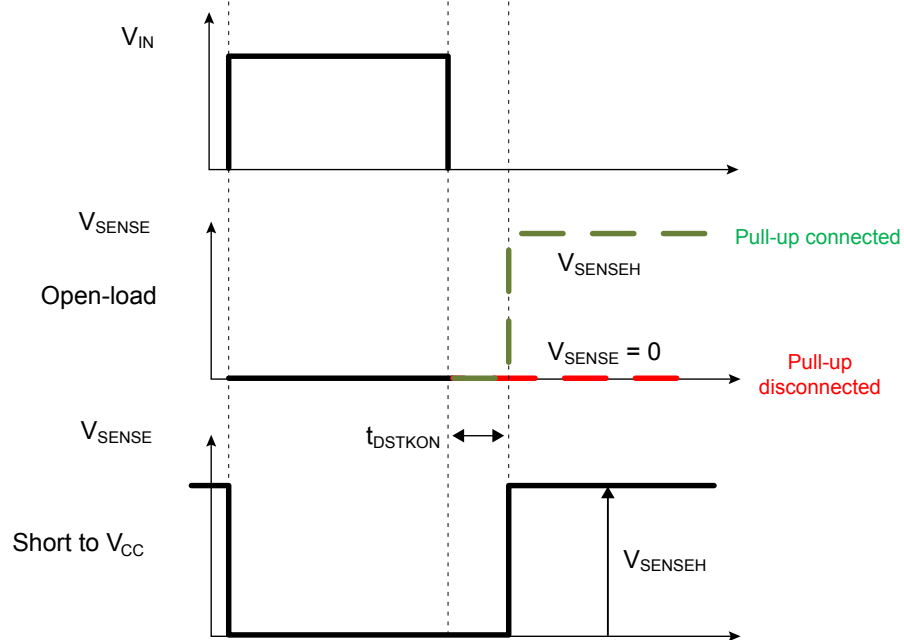 V_IN
V_SENSE
Pull-up connected
V_SENSEH
Open-load
V_SENSE = 0
Pull-up
disconnected
V_SENSE
t_DSTKON
Short to V_CC
V_SENSEH